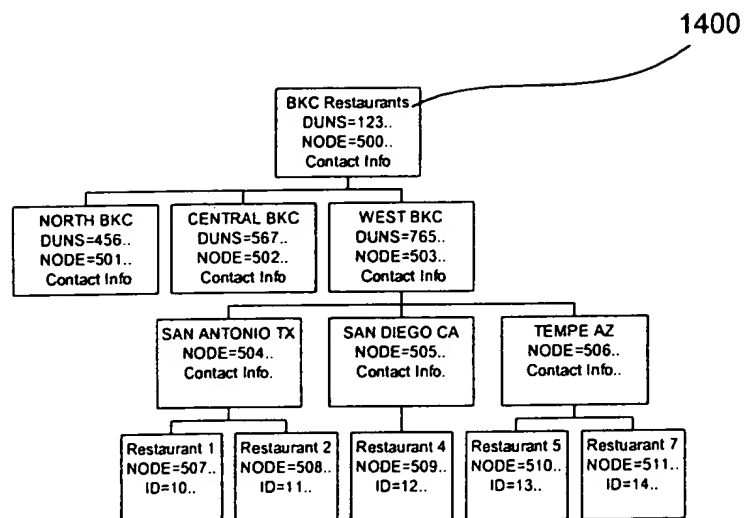 1400
BKC Restaurants
DUNS=123..
NODE=500..
Contact Info
NORTH BKC
DUNS=456..
NODE=501..
Contact Info
CENTRAL BKC
DUNS=567..
NODE=502..
Contact Info
WEST BKC
DUNS=765..
NODE=503..
Contact Info
SAN ANTONIO TX
NODE=504..
Contact Info.
SAN DIEGO CA
NODE=505..
Contact Info.
TEMPE AZ
NODE=506..
Contact Info..
Restaurant 1
NODE=507..
ID=10..
Restaurant 2
NODE=508..
ID=11..
Restaurant 4
NODE=509..
ID=12..
Restaurant 5
NODE=510..
ID=13..
Restuarant 7
NODE=511..
ID=14..